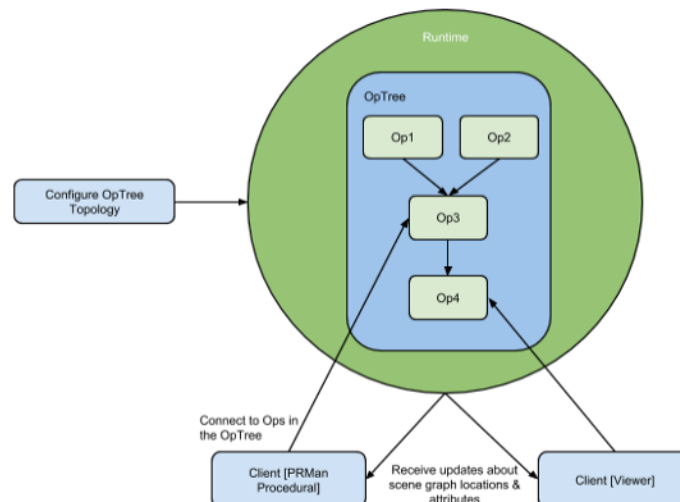 Runtime
OpTree
Op1
Op2
Configure OpTree
Topology
Op3
Op4
Connect to Ops in
the OpTree
Client [PRMan
Procedural]
Receive updates about
scene graph locations &
attributes
Client [Viewer]